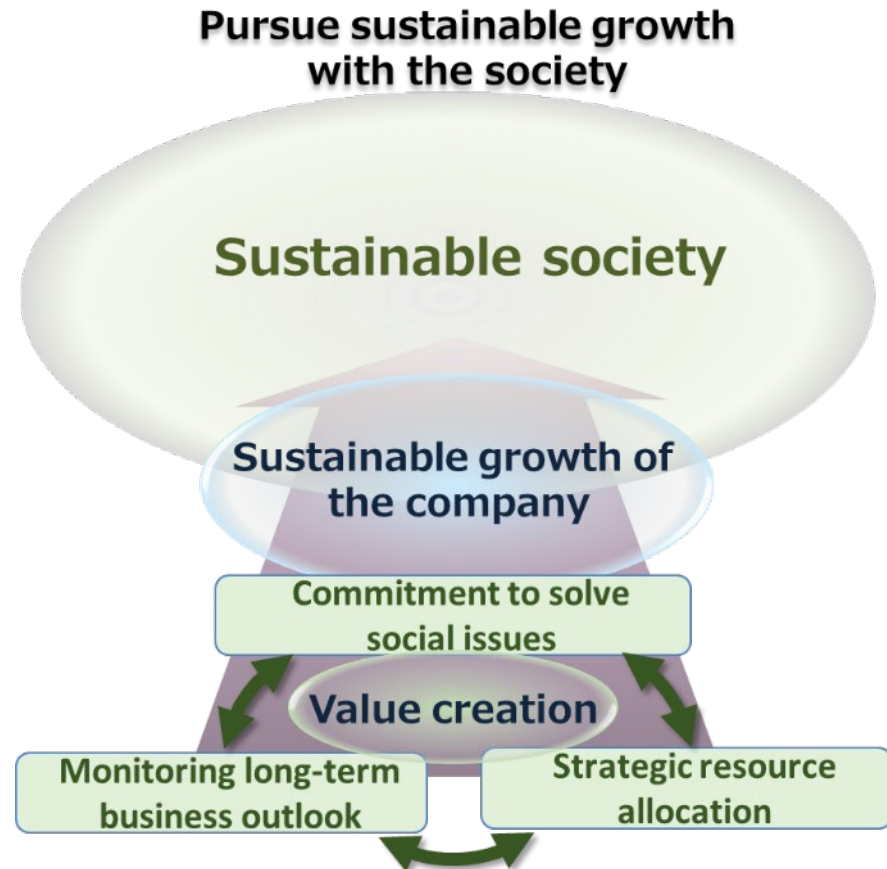 Pursue sustainable growth
with the society
Sustainable society
Sustainable growth of
the company
Commitment to solve
social issues
Value creation
Monitoring long-term
business outlook
Strategic resource
allocation